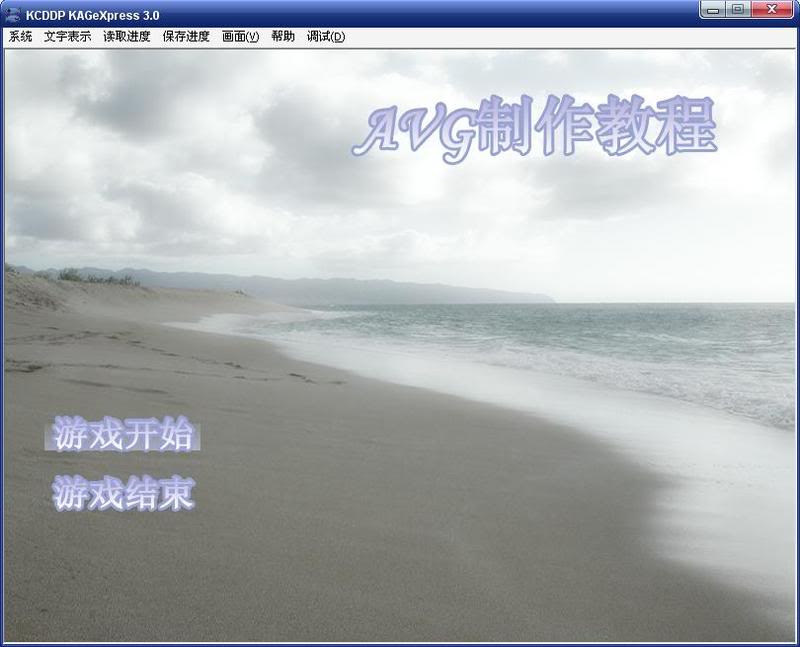 KCDDP KAGeXpress 3.0
系统 文字表示 读取进度 保存进度 画面(V) 帮助 调试(D)
AVG制作教程
游戏开始
游戏结束